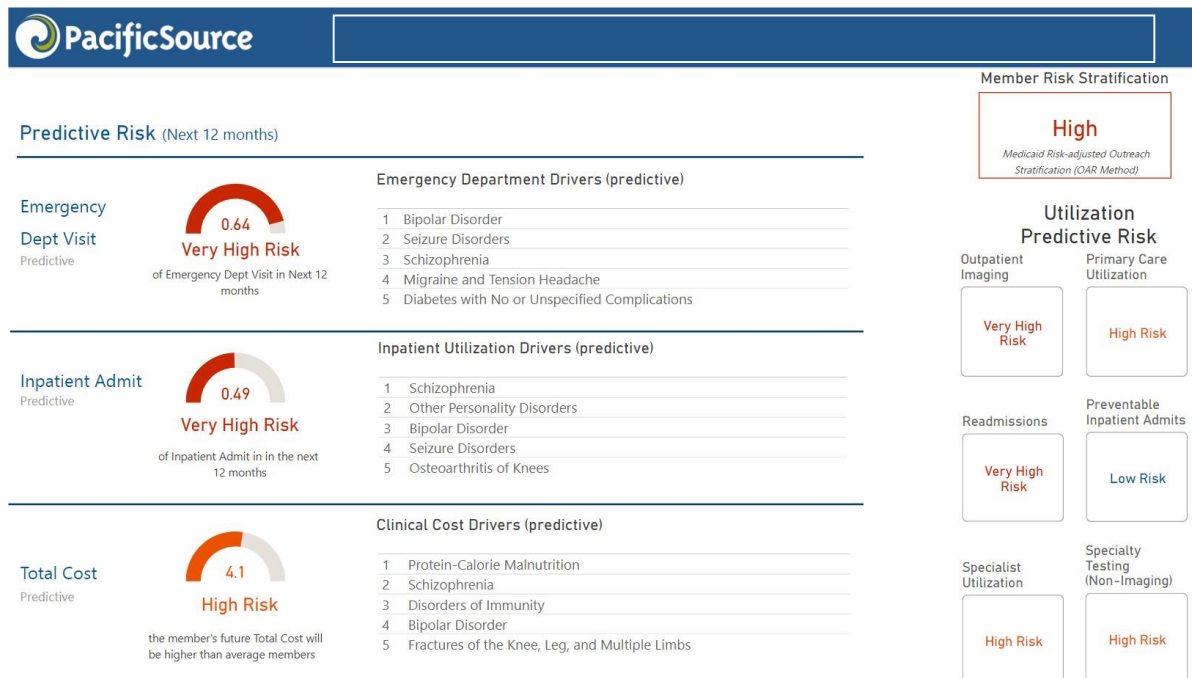 PacificSource
Member Risk Stratification
High
Medicaid Risk-adjusted Outreach
Stratification (OAR Method)
Predictive Risk (Next 12 months)
Emergency
Dept Visit
Predictive
0.64
Very High Risk
of Emergency Dept Visit in Next 12
months
Emergency Department Drivers (predictive)
1 Bipolar Disorder
2 Seizure Disorders
3 Schizophrenia
4 Migraine and Tension Headache
5 Diabetes with No or Unspecified Complications
Inpatient Admit
Predictive
0.49
Very High Risk
of Inpatient Admit in in the next
12 months
Inpatient Utilization Drivers (predictive)
1 Schizophrenia
2 Other Personality Disorders
3 Bipolar Disorder
4 Seizure Disorders
5 Osteoarthritis of Knees
Total Cost
Predictive
4.1
High Risk
the member's future Total Cost will
be higher than average members
Clinical Cost Drivers (predictive)
1 Protein-Calorie Malnutrition
2 Schizophrenia
3 Disorders of Immunity
4 Bipolar Disorder
5 Fractures of the Knee, Leg, and Multiple Limbs
Utilization
Predictive Risk
Outpatient
Imaging
Very High
Risk
Primary Care
Utilization
High Risk
Readmissions
Very High
Risk
Preventable
Inpatient Admits
Low Risk
Specialist
Utilization
High Risk
Specialty
Testing
(Non-Imaging)
High Risk